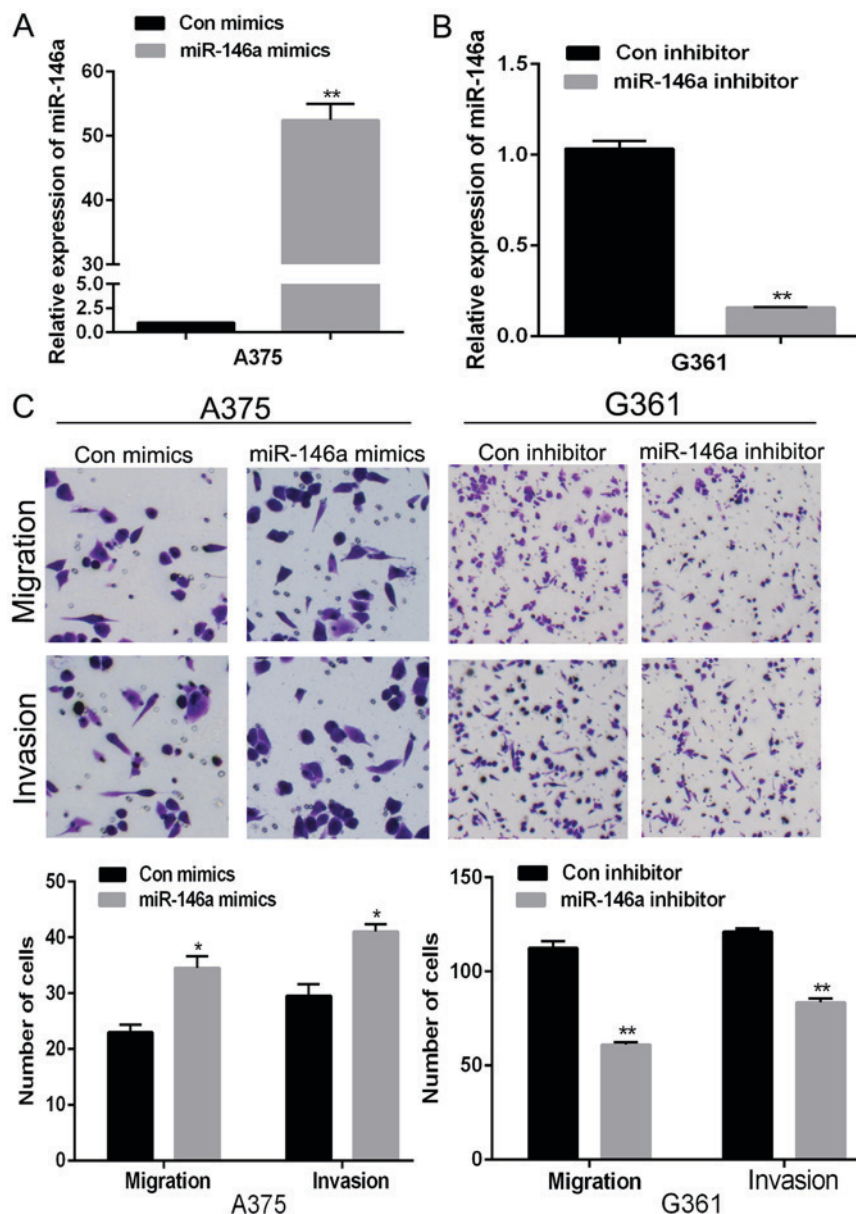 A
Con mimics
miR-146a mimics
Relative expression of miR-146a
60
50
40
30
5.0
2.5
0.0
**
A375
B
Con inhibitor
miR-146a inhibitor
Relative expression of miR-146a
1.5
1.0
0.5
0.0
**
G361
C
A375
G361
Con mimics
miR-146a mimics
Con inhibitor
miR-146a inhibitor
Migration
Invasion
Con mimics
miR-146a mimics
Number of cells
50
40
30
20
10
0
*
*
Migration
Invasion
A375
Con inhibitor
miR-146a inhibitor
Number of cells
150
100
50
0
**
**
Migration
Invasion
G361